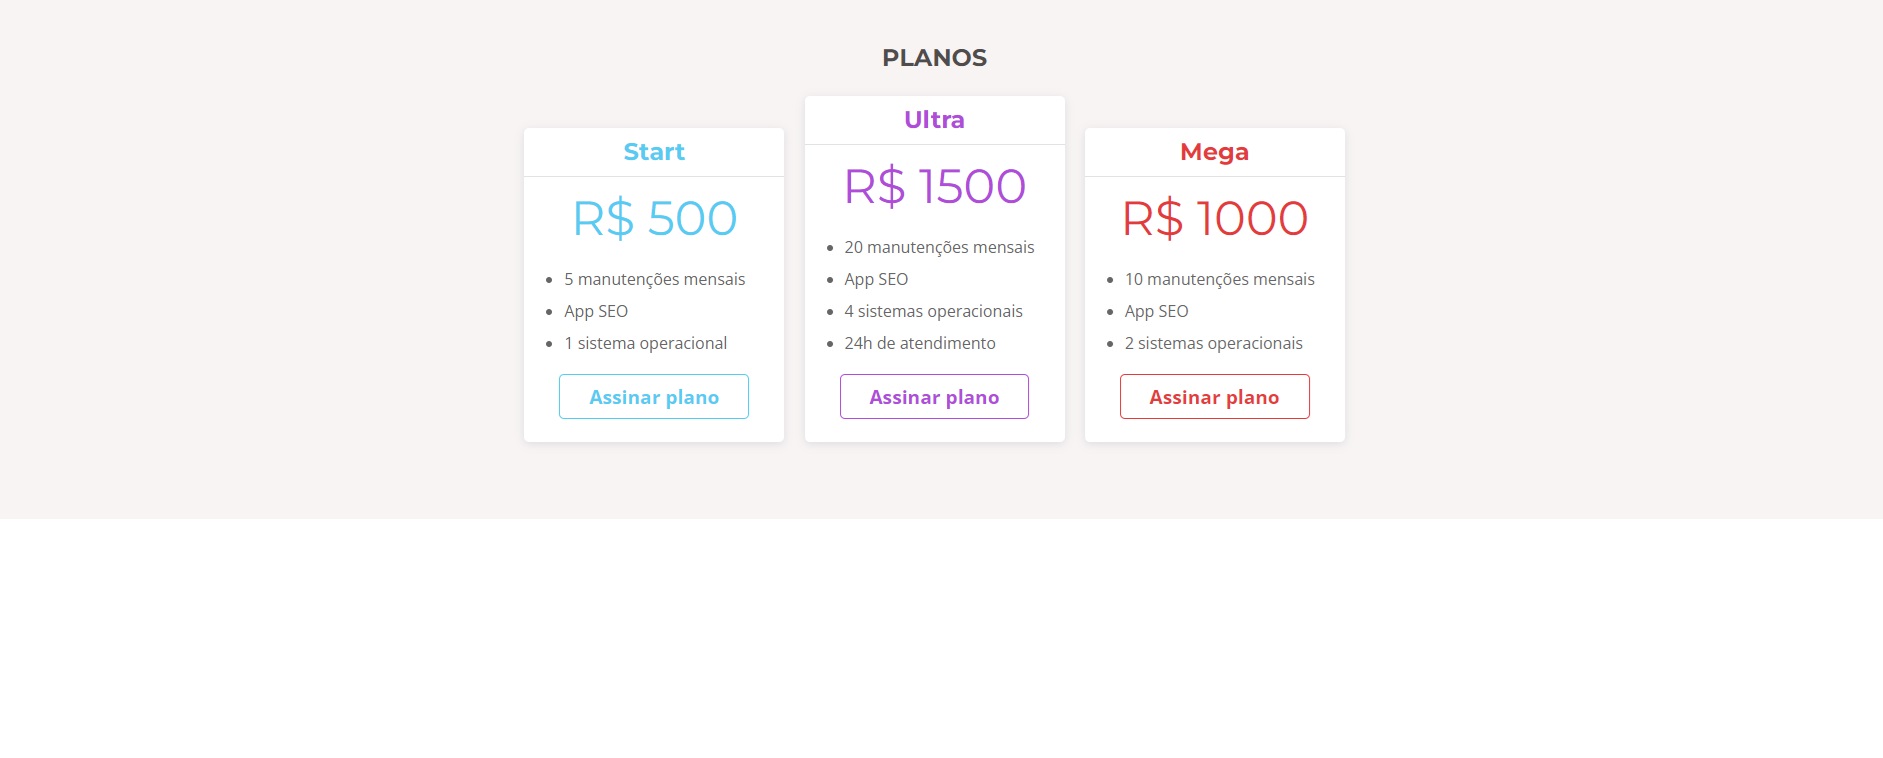 PLANOS
Start
R$ 500
5 manutenções mensais
App SEO
1 sistema operacional
Assinar plano
Ultra
R$ 1500
20 manutenções mensais
App SEO
4 sistemas operacionais
24h de atendimento
Assinar plano
Mega
R$ 1000
10 manutenções mensais
App SEO
2 sistemas operacionais
Assinar plano